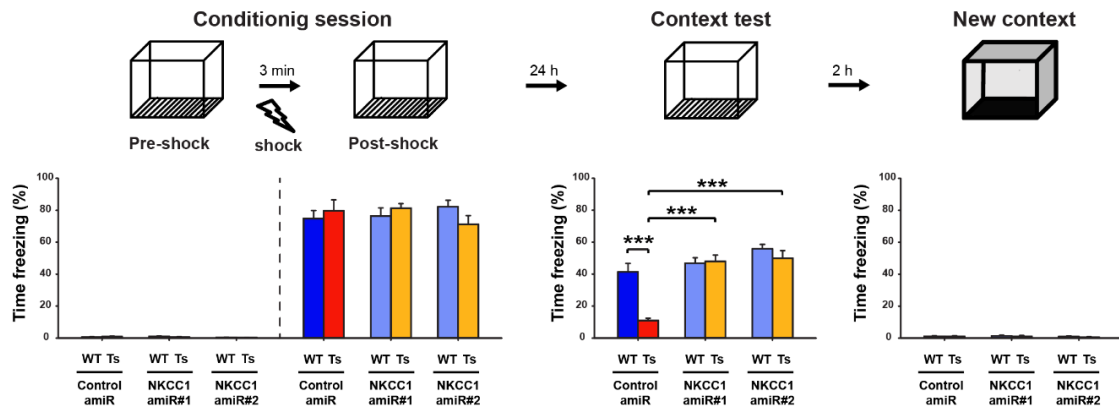 Conditionig session
Context test
New context
3 min
24 h
2 h
Pre-shock
shock
Post-shock
Time freezing (%)
100
80
60
40
20
0
WT Ts WT Ts WT Ts
Control amiR
NKCC1 amiR#1
NKCC1 amiR#2
WT Ts WT Ts WT Ts
Control amiR
NKCC1 amiR#1
NKCC1 amiR#2
Time freezing (%)
100
80
60
40
20
0
***
***
***
WT Ts WT Ts WT Ts
Control amiR
NKCC1 amiR#1
NKCC1 amiR#2
Time freezing (%)
100
80
60
40
20
0
WT Ts WT Ts WT Ts
Control amiR
NKCC1 amiR#1
NKCC1 amiR#2